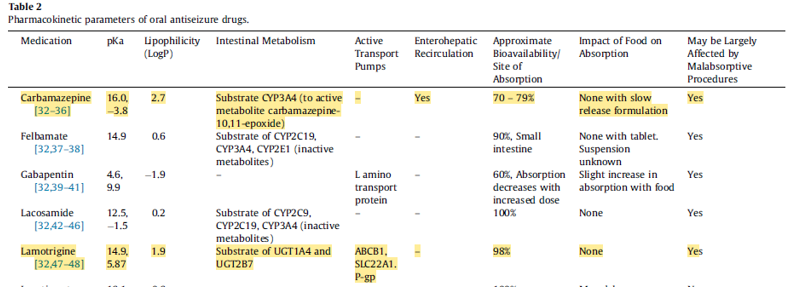 Table 2
Pharmacokinetic parameters of oral antiseizure drugs.
Medication pKa Lipophilicity Intestinal Metabolism Active Enterohepatic Approximate Impact of Food on May be Largely
(LogP) Transport Recirculation Bioavailability/ Absorption Affected by
Pumps Site of Malabsorptive
Absorption Procedures
Carbamazepine 16.0, 2.7 Substrate CYP3A4 (to active – Yes 70 – 79% None with slow Yes
[32–36] −3.8 metabolite carbamazepine- release formulation
10,11-epoxide)
Felbamate 14.9 0.6 Substrate of CYP2C19, – – 90%, Small None with tablet. Yes
[32,37–38] CYP3A4, CYP2E1 (inactive intestine Suspension
metabolites) unknown
Gabapentin 4.6, −1.9 – L amino – 60%, Absorption Slight increase in Yes
[32,39–41] 9.9 transport decreases with absorption with food
protein increased dose
Lacosamide 12.5, 0.2 Substrate of CYP2C9, – – 100% None Yes
[32,42–46] −1.5 CYP2C19, CYP3A4 (inactive
metabolites)
Lamotrigine 14.9, 1.9 Substrate of UGT1A4 and ABCB1, – 98% None Yes
[32,47–48] 5.87 UGT2B7 SLC22A1,
P-gp